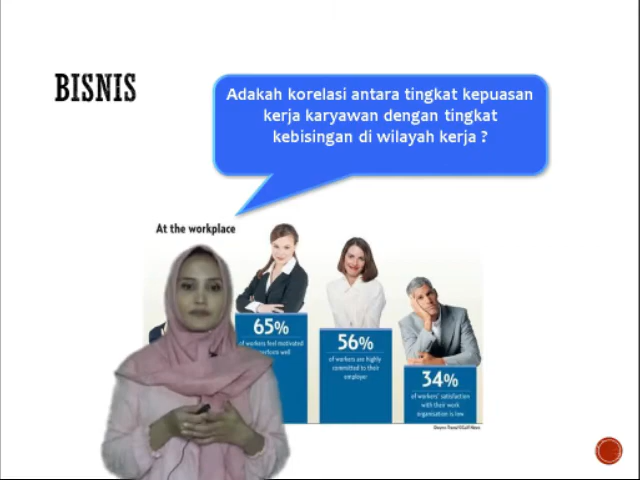 BISNIS
Adakah korelasi antara tingkat kepuasan
kerja karyawan dengan tingkat
kebisingan di wilayah kerja ?
At the workplace
65%
of workers feel motivated
perform well
56%
of workers are highly
committed to their
employer
34%
of workers' satisfaction
with their work
organisation is low